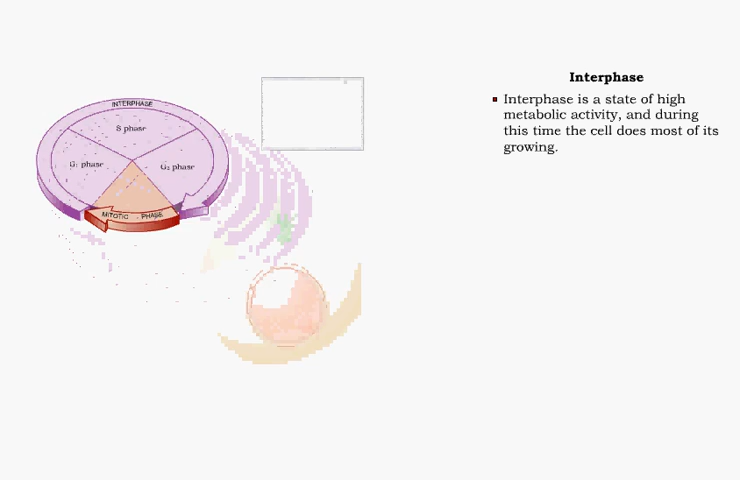 INTERPHASE
S phase
G₁ phase
G₂ phase
MITOTIC PHASE
Interphase
Interphase is a state of high
metabolic activity, and during
this time the cell does most of its
growing.